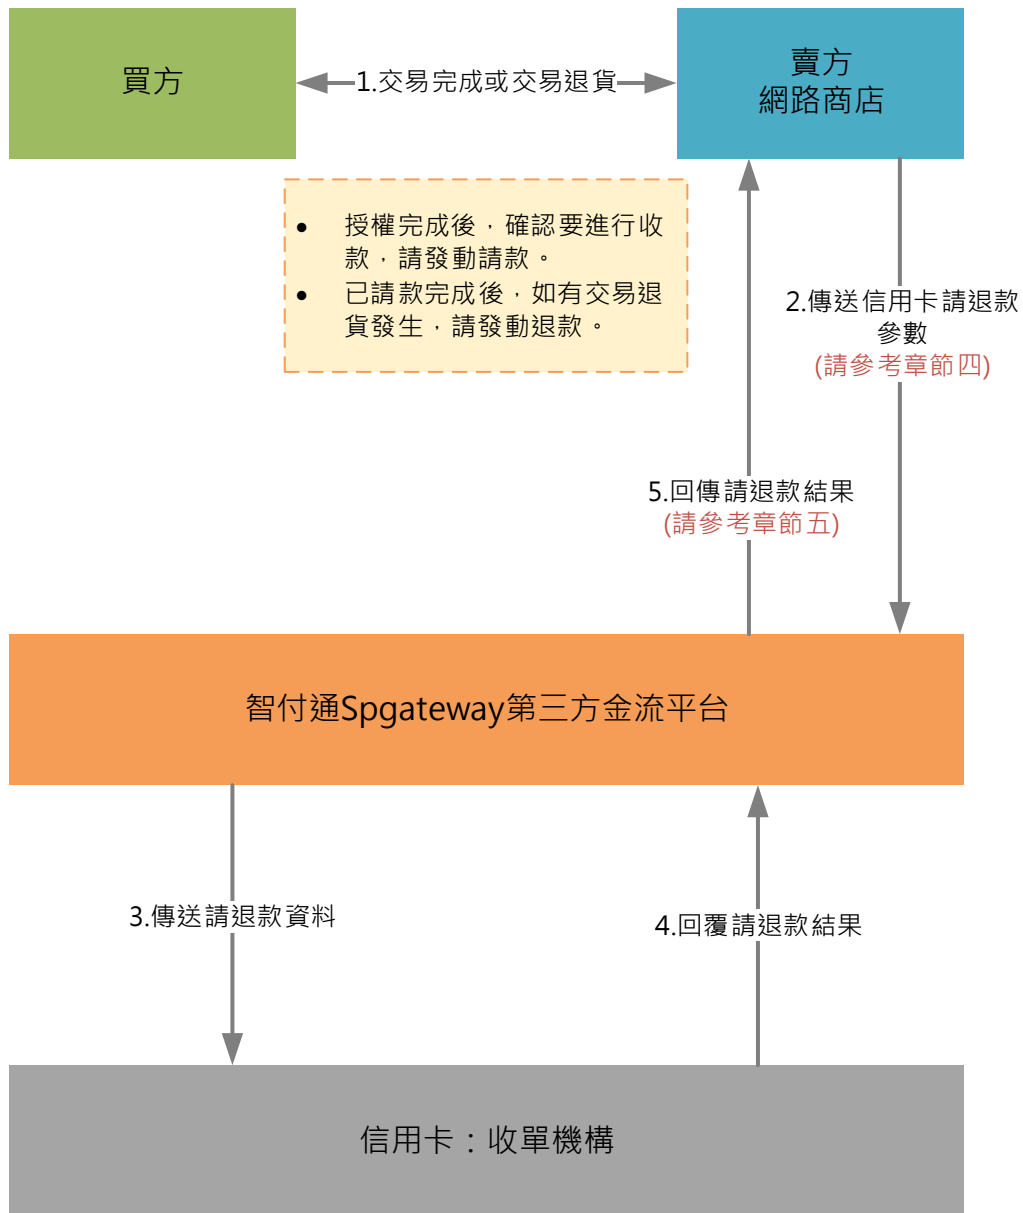 買方
1.交易完成或交易退貨
賣方
網路商店
• 授權完成後，確認要進行收
款，請發動請款。
• 已請款完成後，如有交易退
貨發生，請發動退款。
2.傳送信用卡請退款
參數
(請參考章節四)
5.回傳請退款結果
(請參考章節五)
智付通Spgateway第三方金流平台
3.傳送請退款資料
4.回覆請退款結果
信用卡：收單機構